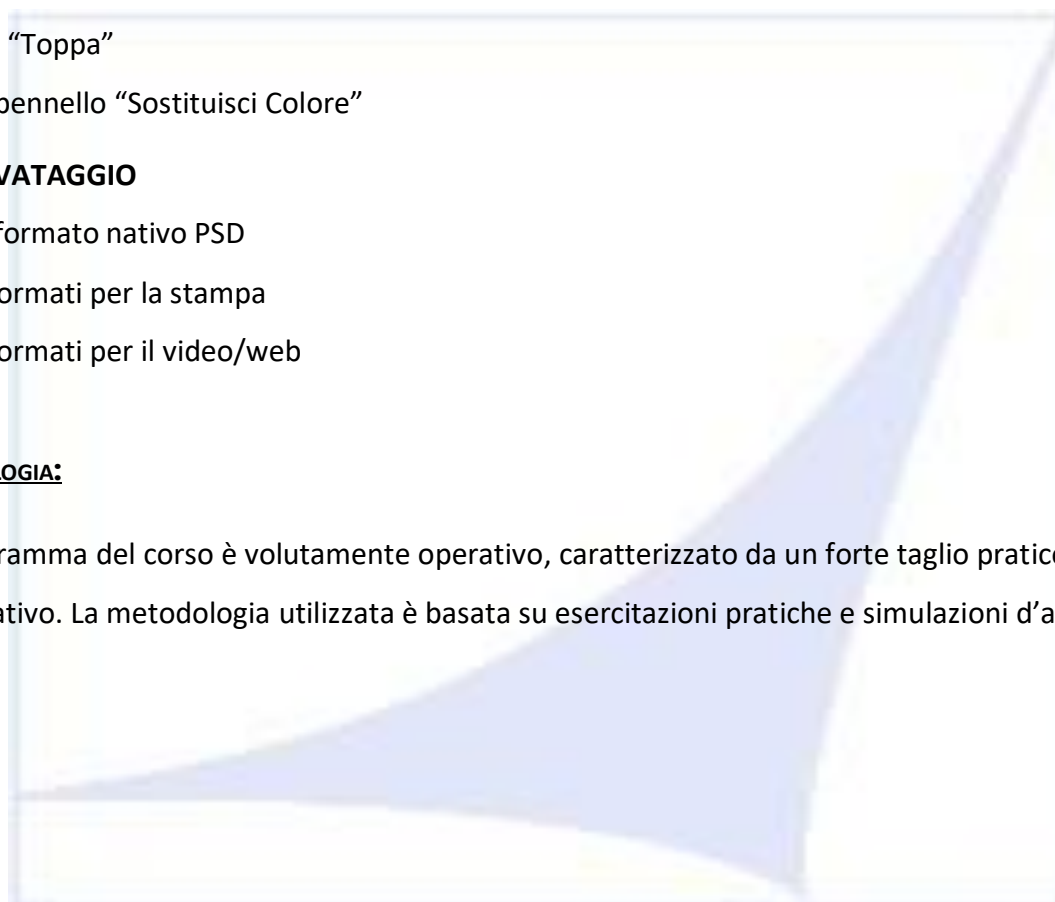 “Toppa”
pennello “Sostituisci Colore”
VATAGGIO
formato nativo PSD
ormati per la stampa
ormati per il video/web
LOGIA:
ramma del corso è volutamente operativo, caratterizzato da un forte taglio pratico
ativo. La metodologia utilizzata è basata su esercitazioni pratiche e simulazioni d’a